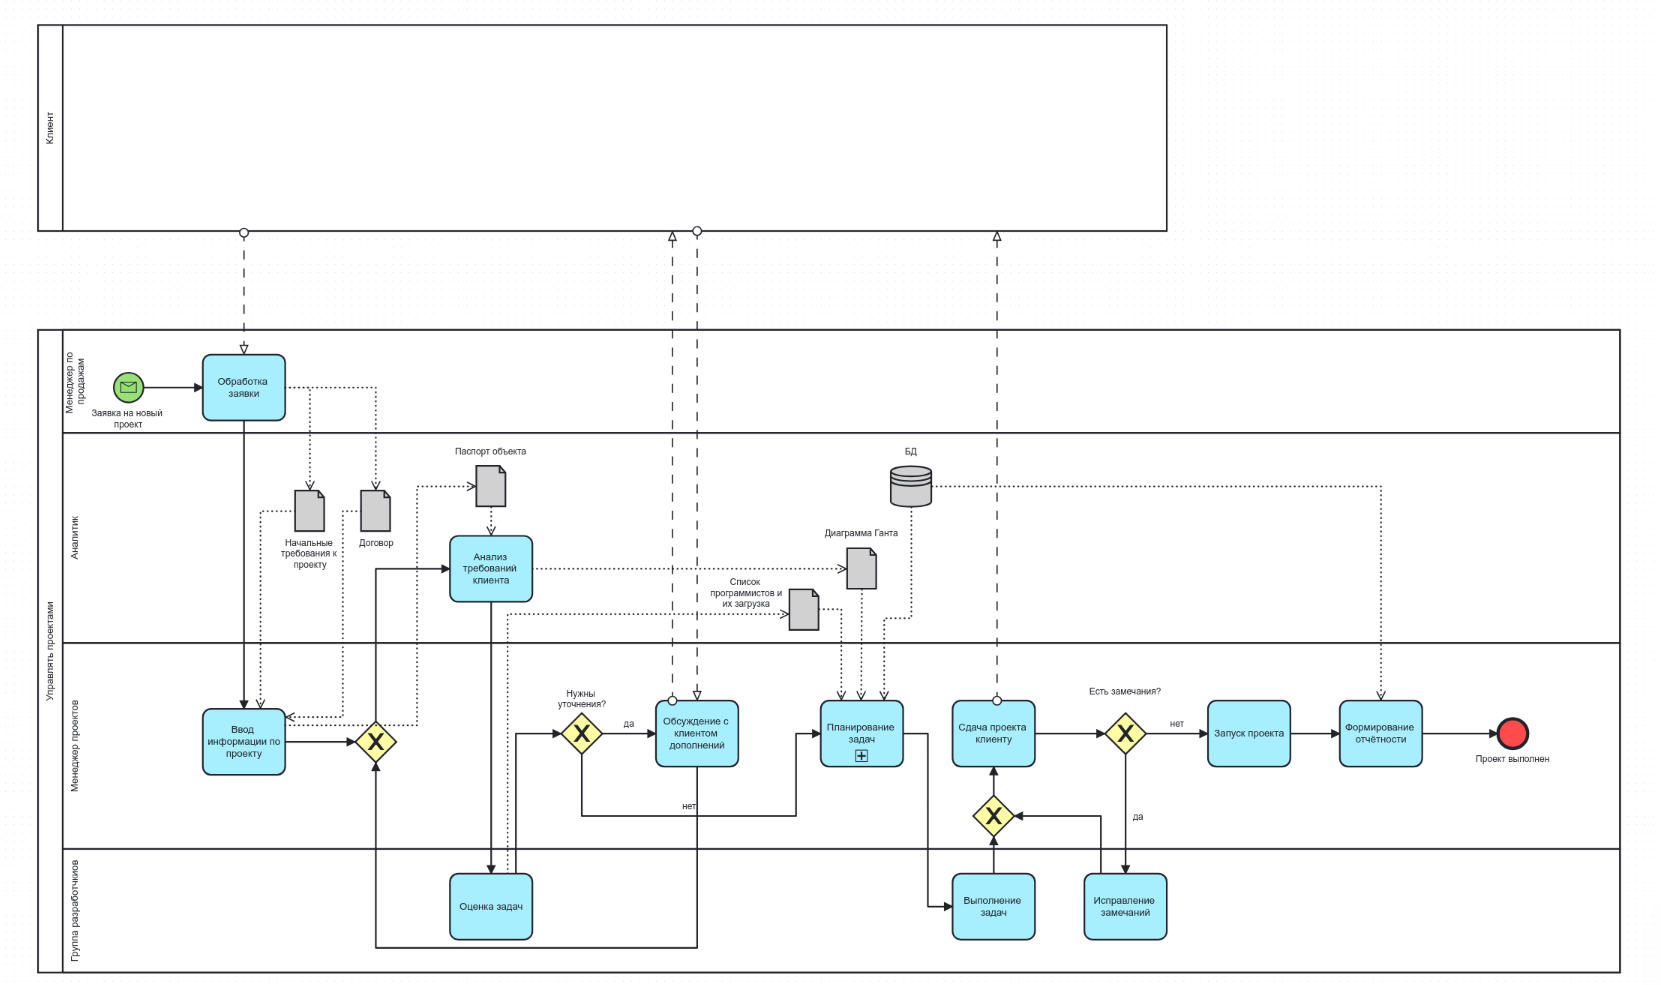 Клиент
Управлять проектами
Менеджер по
продажам
Заявка на новый
проект
Обработка
заявки
Аналитик
Начальные
требования к
проекту
Договор
Паспорт объекта
Анализ
требований
клиента
Список
программистов и
их загрузка
Диаграмма Ганта
БД
Менеджер проектов
Ввод
информации по
проекту
Нужны
уточнения?
да
нет
Обсуждение с
клиентом
дополнений
Планирование
задач
Сдача проекта
клиенту
Есть замечания?
нет
да
Запуск проекта
Формирование
отчётности
Проект выполнен
Группа разработчкиов
Оценка задач
Выполнение
задач
Исправление
замечаний